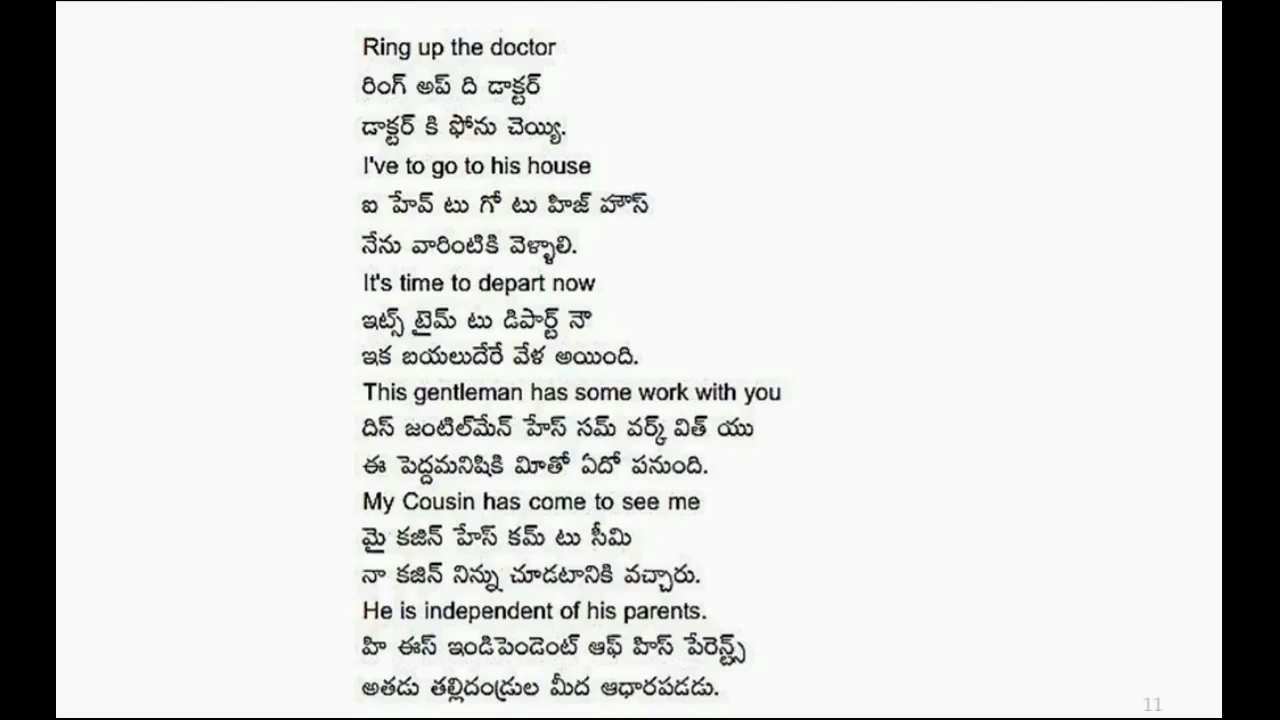 Ring up the doctor
రింగ్ అప్ ది డాక్టర్
డాక్టర్ కి ఫోను చెయ్యి.
I've to go to his house
ఐ హేవ్ టు గో టు హిజ్ హౌస్
నేను వారింటికి వెళ్ళాలి.
It's time to depart now
ఇట్స్ టైమ్ టు డిపార్ట్ నౌ
ఇక బయలుదేరే వేళ అయింది.
This gentleman has some work with you
దిస్ జంటిల్‌మేన్ హేస్ సమ్ వర్క్ విత్ యు
ఈ పెద్దమనిషికి మీతో ఏదో పనుంది.
My Cousin has come to see me
మై కజిన్ హేస్ కమ్ టు సీమి
నా కజిన్ నిన్ను చూడటానికి వచ్చారు.
He is independent of his parents.
హి ఈస్ ఇండిపెండెంట్ ఆఫ్ హిస్ పేరెన్ట్స్
అతడు తల్లిదండ్రుల మీద ఆధారపడడు.
11